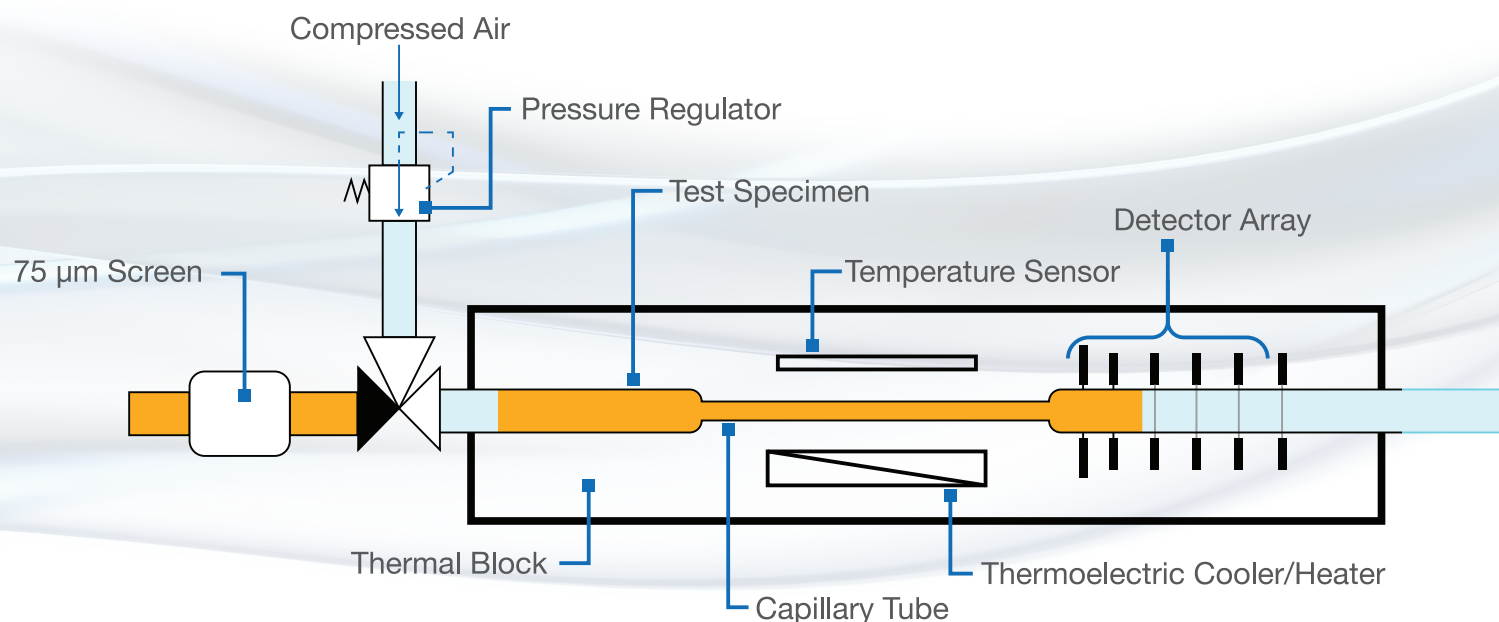 Compressed Air
Pressure Regulator
Test Specimen
Detector Array
75 µm Screen
Temperature Sensor
Thermal Block
Thermoelectric Cooler/Heater
Capillary Tube